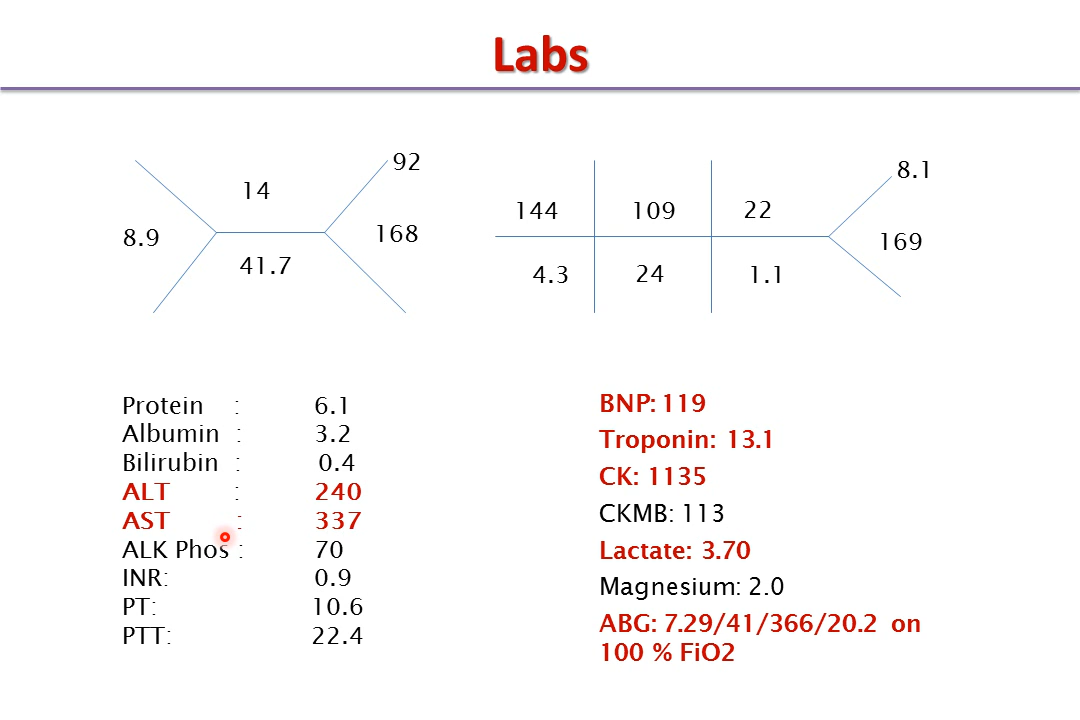 Labs
14
92
8.9
168
41.7
144
109
22
8.1
169
4.3
24
1.1
Protein : 6.1
Albumin : 3.2
Bilirubin : 0.4
ALT : 240
AST : 337
ALK Phos : 70
INR: 0.9
PT: 10.6
PTT: 22.4
BNP: 119
Troponin: 13.1
CK: 1135
CKMB: 113
Lactate: 3.70
Magnesium: 2.0
ABG: 7.29/41/366/20.2 on
100 % FiO2